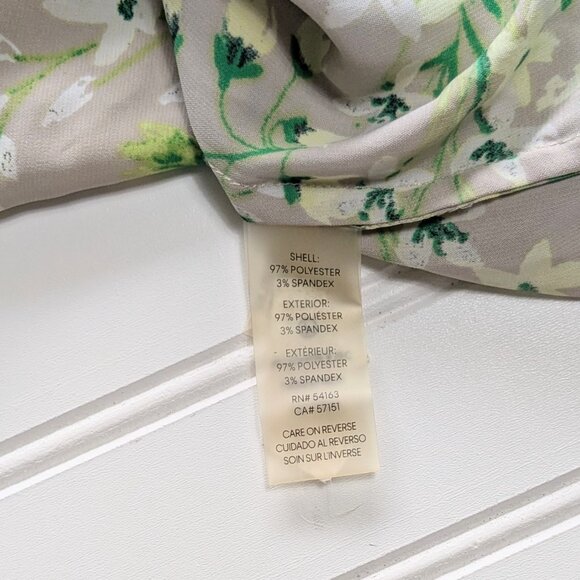 SHELL:
97% POLYESTER
3% SPANDEX
EXTERIOR:
97% POLIÉSTER
3% SPANDEX
EXTÉRIEUR:
97% POLYESTER
3% SPANDEX
RN# 54163
CA# 57151
CARE ON REVERSE
CUIDADO AL REVERSO
SOIN SUR L'INVERSE